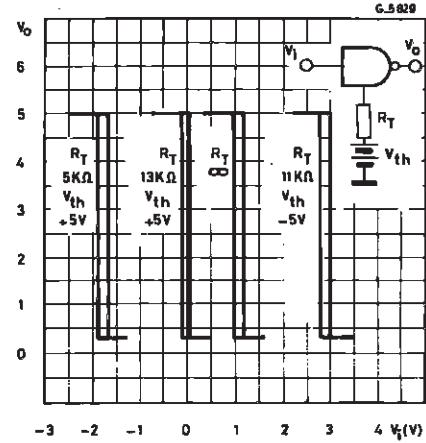 G-5829
Vo
6
5
4
3
2
1
0
RT
5KΩ
Vth
+5V
RT
13KΩ
Vth
+5V
RT
∞
RT
11KΩ
Vth
-5V
Vi
Vo
RT
Vth
-3 -2 -1 0 1 2 3 4 Vi(V)